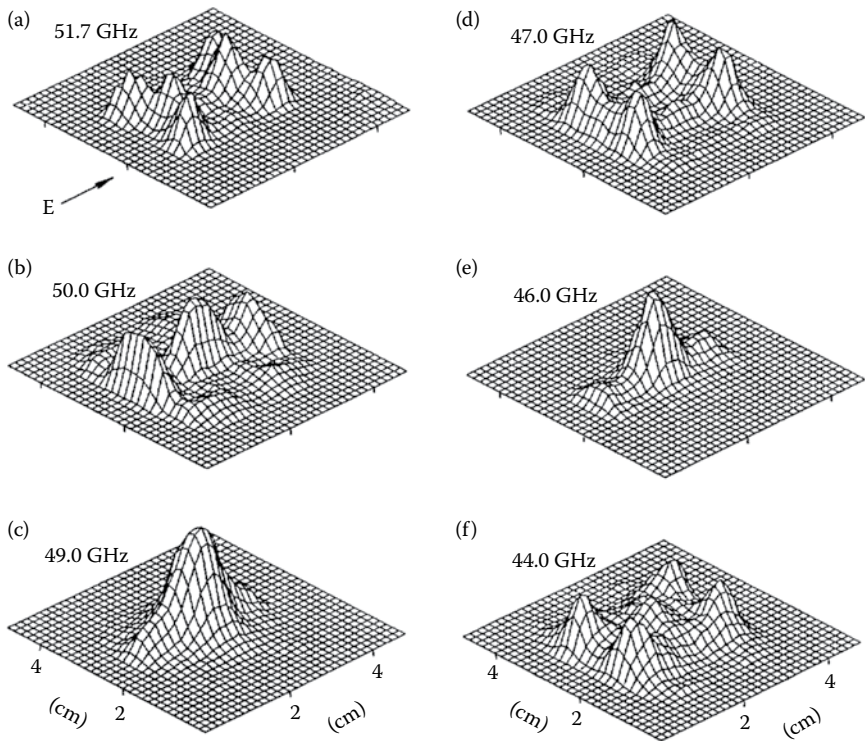 (a)
51.7 GHz
E
(b)
50.0 GHz
(c)
49.0 GHz
4
(cm)
2
2
(cm)
4
(d)
47.0 GHz
(e)
46.0 GHz
(f)
44.0 GHz
4
(cm)
2
2
(cm)
4